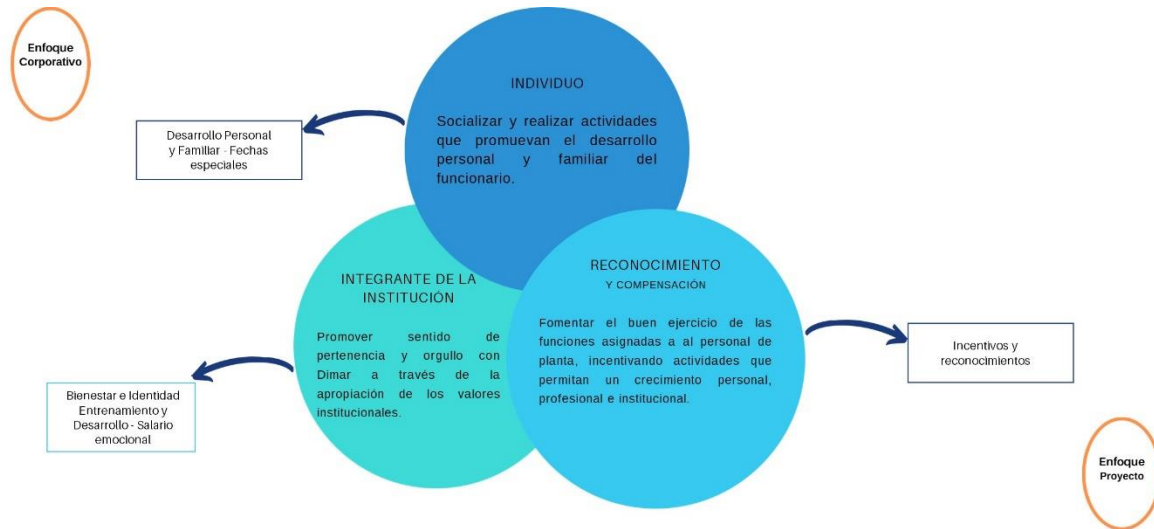 Enfoque
Corporativo
INDIVIDUO
Socializar y realizar actividades
que promuevan el desarrollo
personal y familiar del
funcionario.
Desarrollo Personal
y Familiar - Fechas
especiales
INTEGRANTE DE LA
INSTITUCIÓN
Promover sentido de
pertenencia y orgullo con
Dimar a través de la
apropiación de los valores
institucionales.
RECONOCIMIENTO
Y COMPENSACIÓN
Fomentar el buen ejercicio de las
funciones asignadas a al personal de
planta, incentivando actividades que
permitan un crecimiento personal,
profesional e institucional.
Incentivos y
reconocimientos
Bienestar e Identidad
Entrenamiento y
Desarrollo - Salario
emocional
Enfoque
Proyecto